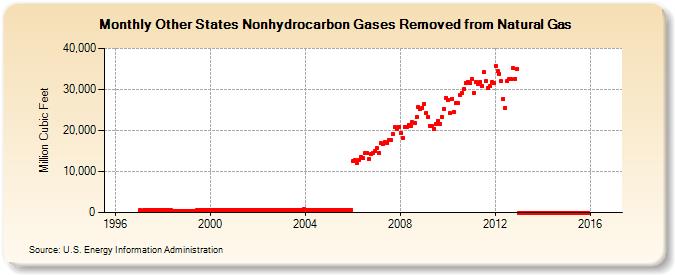 Monthly Other States Nonhydrocarbon Gases Removed from Natural Gas
Million Cubic Feet
40,000
30,000
20,000
10,000
0
1996 2000 2004 2008 2012 2016
Source: U.S. Energy Information Administration